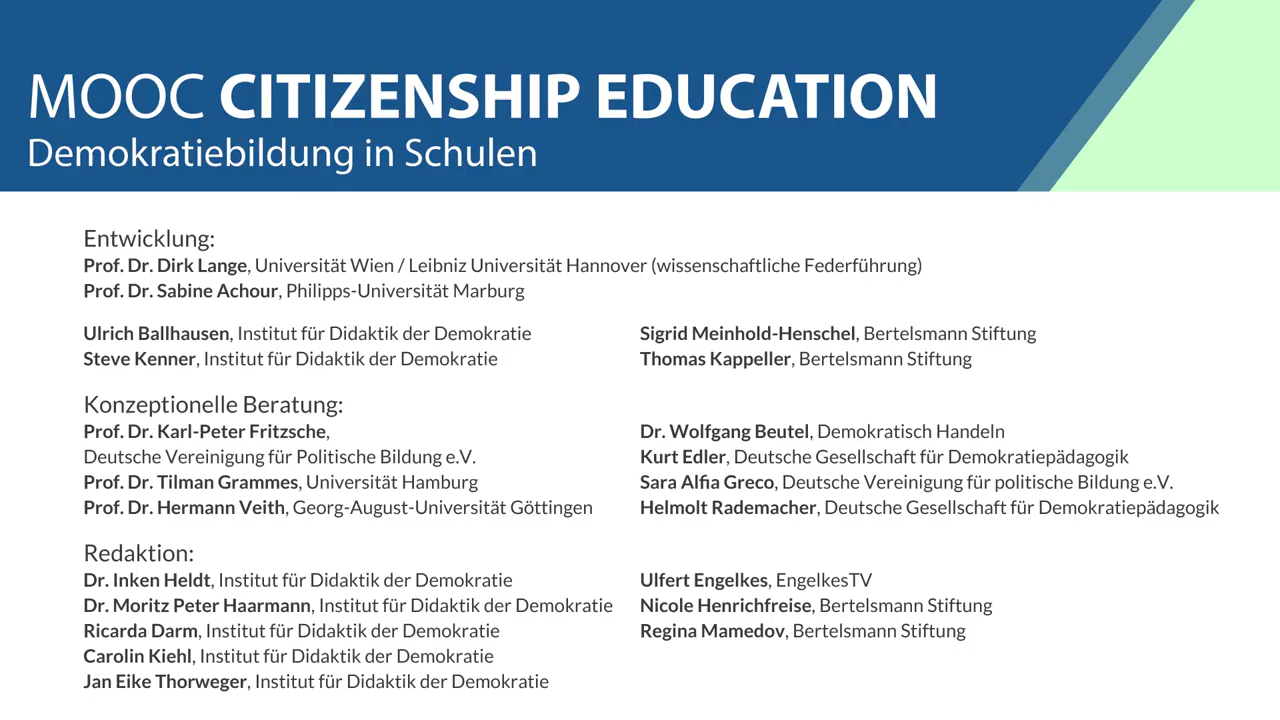 MOOC CITIZENSHIP EDUCATION
Demokratiebildung in Schulen
Entwicklung:
Prof. Dr. Dirk Lange, Universität Wien / Leibniz Universität Hannover (wissenschaftliche Federführung)
Prof. Dr. Sabine Achour, Philipps-Universität Marburg
Ulrich Ballhausen, Institut für Didaktik der Demokratie
Steve Kenner, Institut für Didaktik der Demokratie
Sigrid Meinhold-Henschel, Bertelsmann Stiftung
Thomas Kappeller, Bertelsmann Stiftung
Konzeptionelle Beratung:
Prof. Dr. Karl-Peter Fritzsche,
Deutsche Vereinigung für Politische Bildung e.V.
Prof. Dr. Tilman Grammes, Universität Hamburg
Prof. Dr. Hermann Veith, Georg-August-Universität Göttingen
Dr. Wolfgang Beutel, Demokratisch Handeln
Kurt Edler, Deutsche Gesellschaft für Demokratiepädagogik
Sara Alfia Greco, Deutsche Vereinigung für politische Bildung e.V.
Helmolt Rademacher, Deutsche Gesellschaft für Demokratiepädagogik
Redaktion:
Dr. Inken Heldt, Institut für Didaktik der Demokratie
Dr. Moritz Peter Haarmann, Institut für Didaktik der Demokratie
Ricarda Darm, Institut für Didaktik der Demokratie
Carolin Kiehl, Institut für Didaktik der Demokratie
Jan Eike Thorweger, Institut für Didaktik der Demokratie
Ulfert Engelkes, EngelkesTV
Nicole Henrichfreise, Bertelsmann Stiftung
Regina Mamedov, Bertelsmann Stiftung